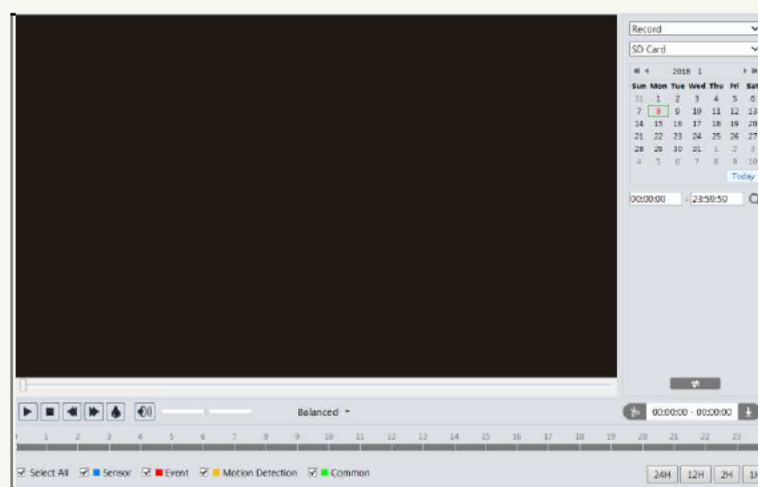 Record
SD Card
2018 1
Sun Mon Tue Wed Thu Fri Sat
31 1 2 3 4 5 6
7 8 9 10 11 12 13
14 15 16 17 18 19 20
21 22 23 24 25 26 27
28 29 30 31 1 2 3
4 5 6 7 8 9 10
Today
00:00:00 - 23:59:59
Balanced
00:00:00 - 00:00:00
1 2 3 4 5 6 7 8 9 10 11 12 13 14 15 16 17 18 19 20 21 22 23
Select All Sensor Event Motion Detection Common
24H 12H 2H 1H